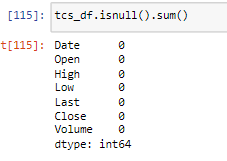 [115]: tcs_df.isnull().sum()
t[115]: Date 0
Open 0
High 0
Low 0
Last 0
Close 0
Volume 0
dtype: int64